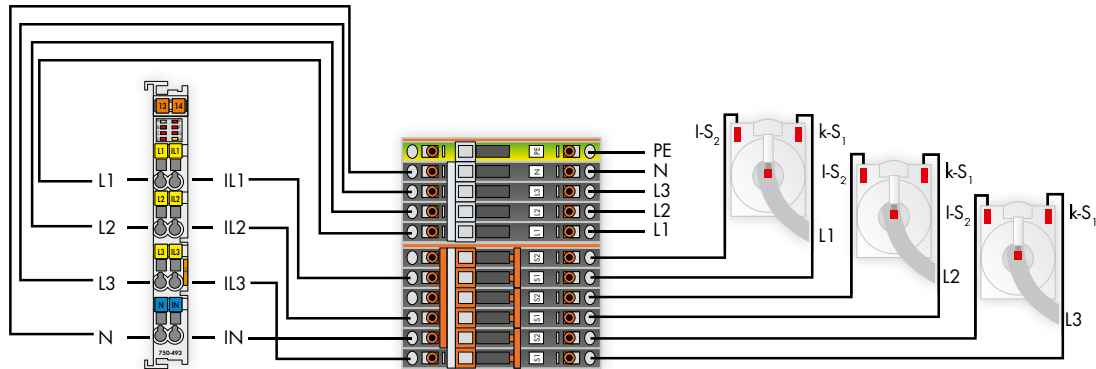 13 14
L1 IL1
L2 IL2
L3 IL3
N IN
750-493
L1
L2
L3
N
IL1
IL2
IL3
IN
PE
N
L3
L2
L1
S2
S1
S2
S1
S2
S1
PE
N
L3
L2
L1
l-S2
k-S1
L1
l-S2
k-S1
L2
l-S2
k-S1
L3